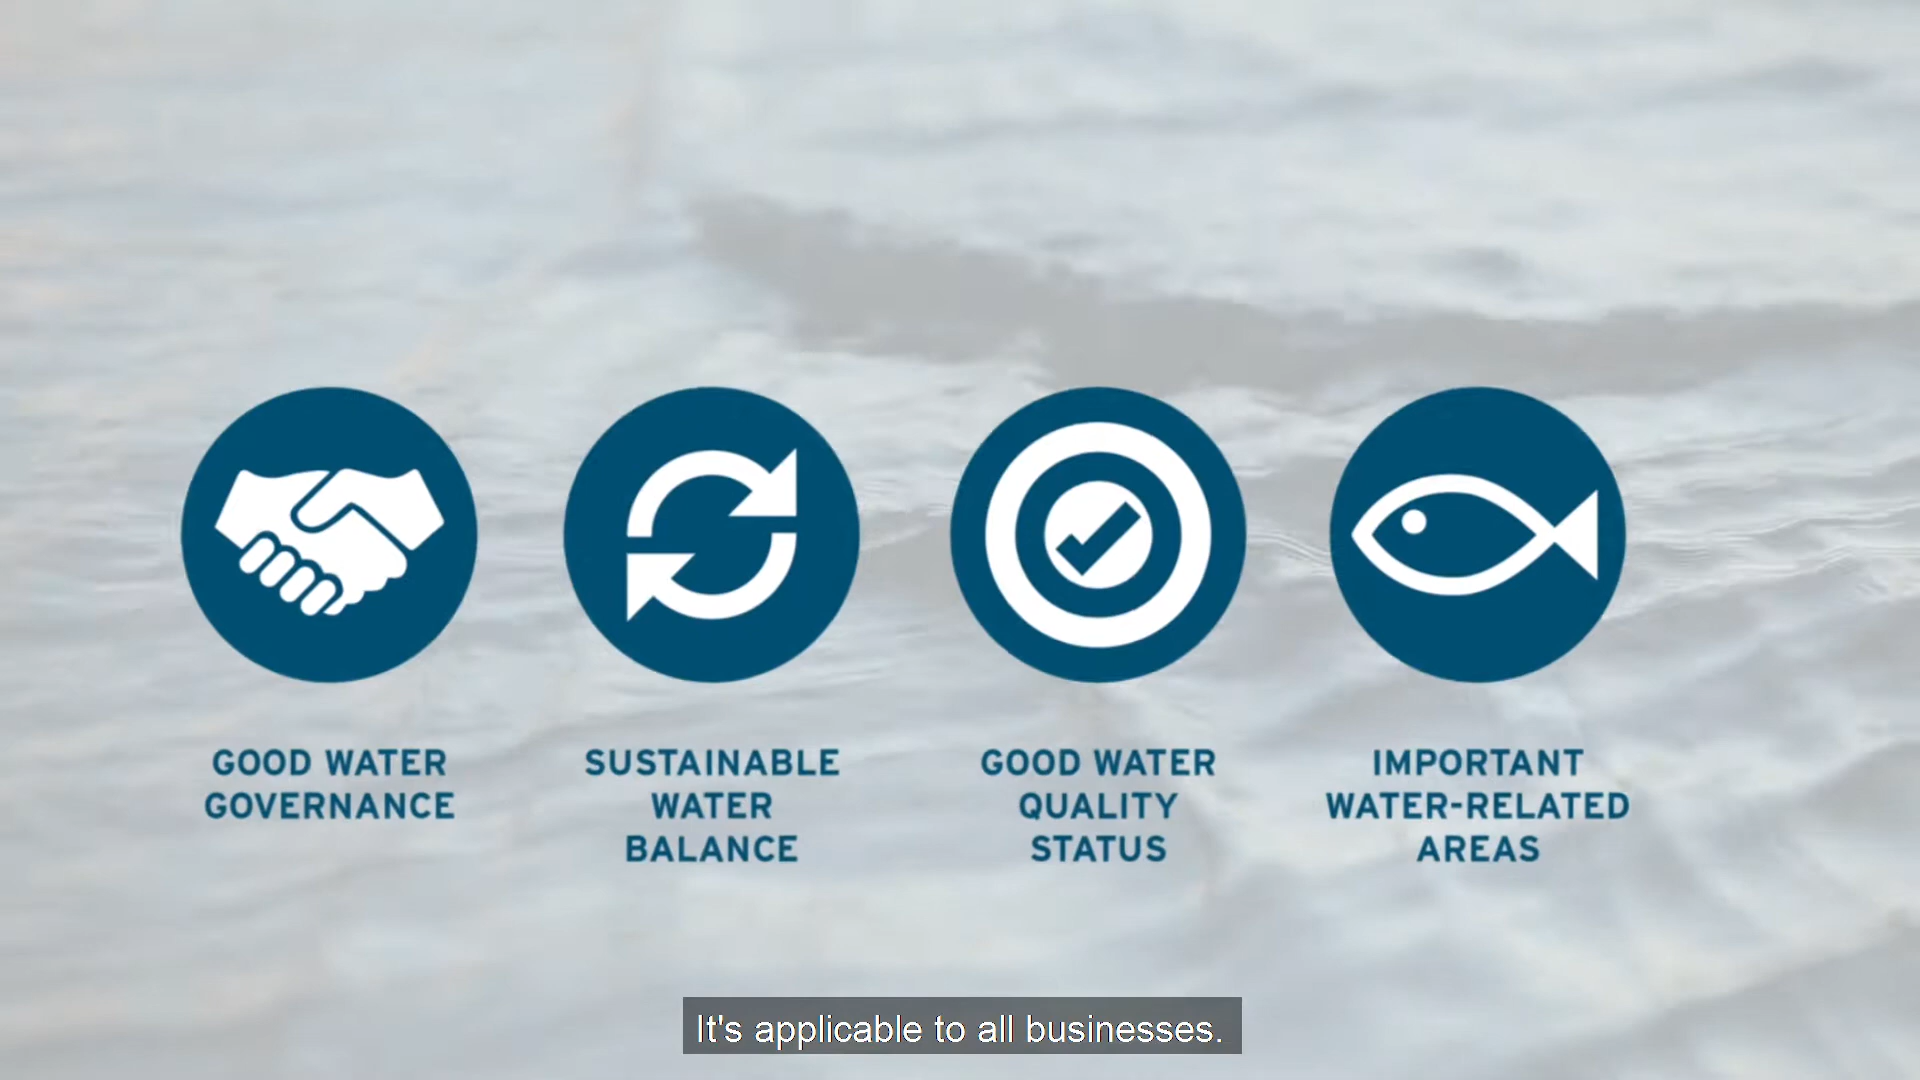 GOOD WATER
GOVERNANCE
SUSTAINABLE
WATER
BALANCE
GOOD WATER
QUALITY
STATUS
IMPORTANT
WATER-RELATED
AREAS
It's applicable to all businesses.